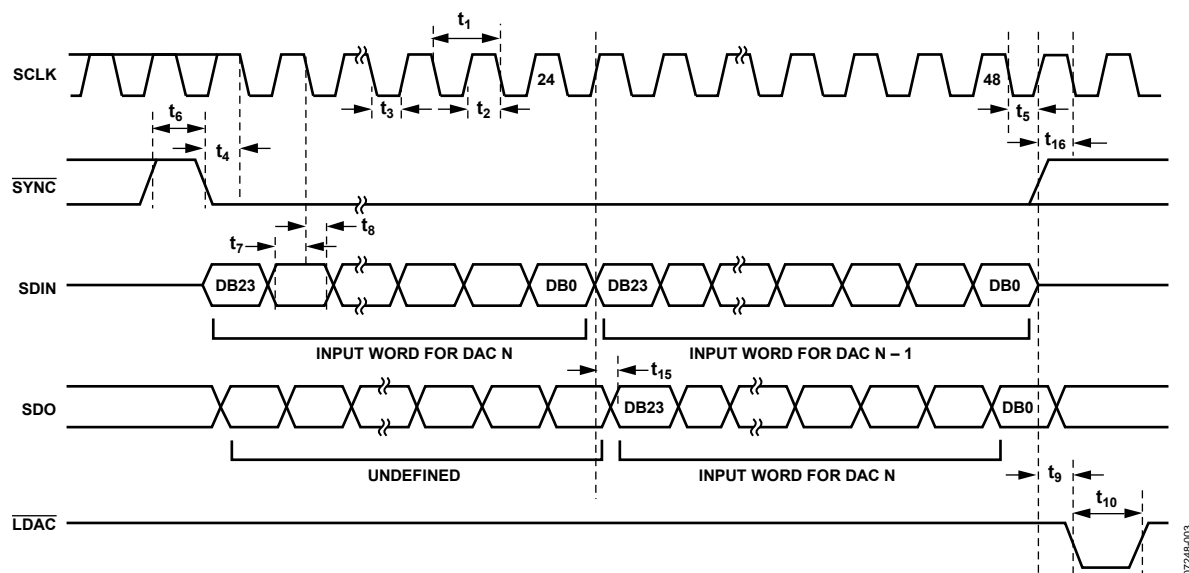 t1
SCLK
24
48
t3
t2
t5
t6
t4
t16
SYNC
t8
t7
SDIN
DB23
DB0
DB23
DB0
INPUT WORD FOR DAC N
INPUT WORD FOR DAC N – 1
t15
SDO
DB23
DB0
UNDEFINED
INPUT WORD FOR DAC N
t9
t10
LDAC
07248-003